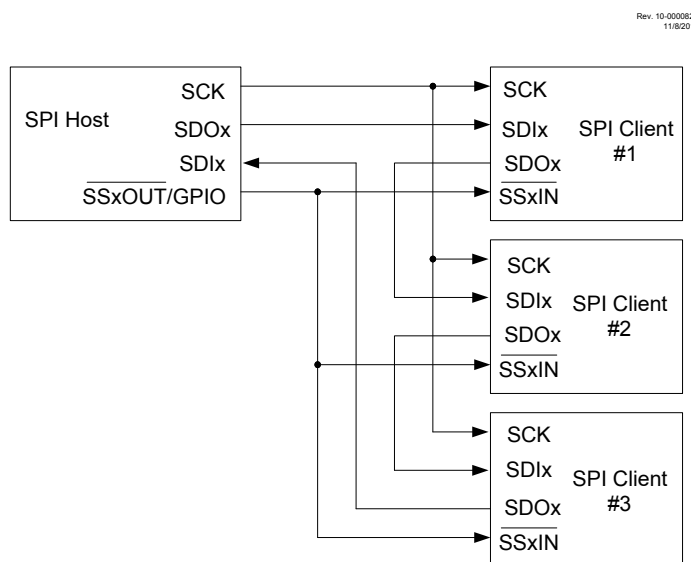 Rev. 10-000082
11/8/20
SPI Host
SCK
SDOx
SDIx
SSxOUT/GPIO
SCK
SDIx
SDOx
SSxIN
SPI Client
#1
SCK
SDIx
SDOx
SSxIN
SPI Client
#2
SCK
SDIx
SDOx
SSxIN
SPI Client
#3